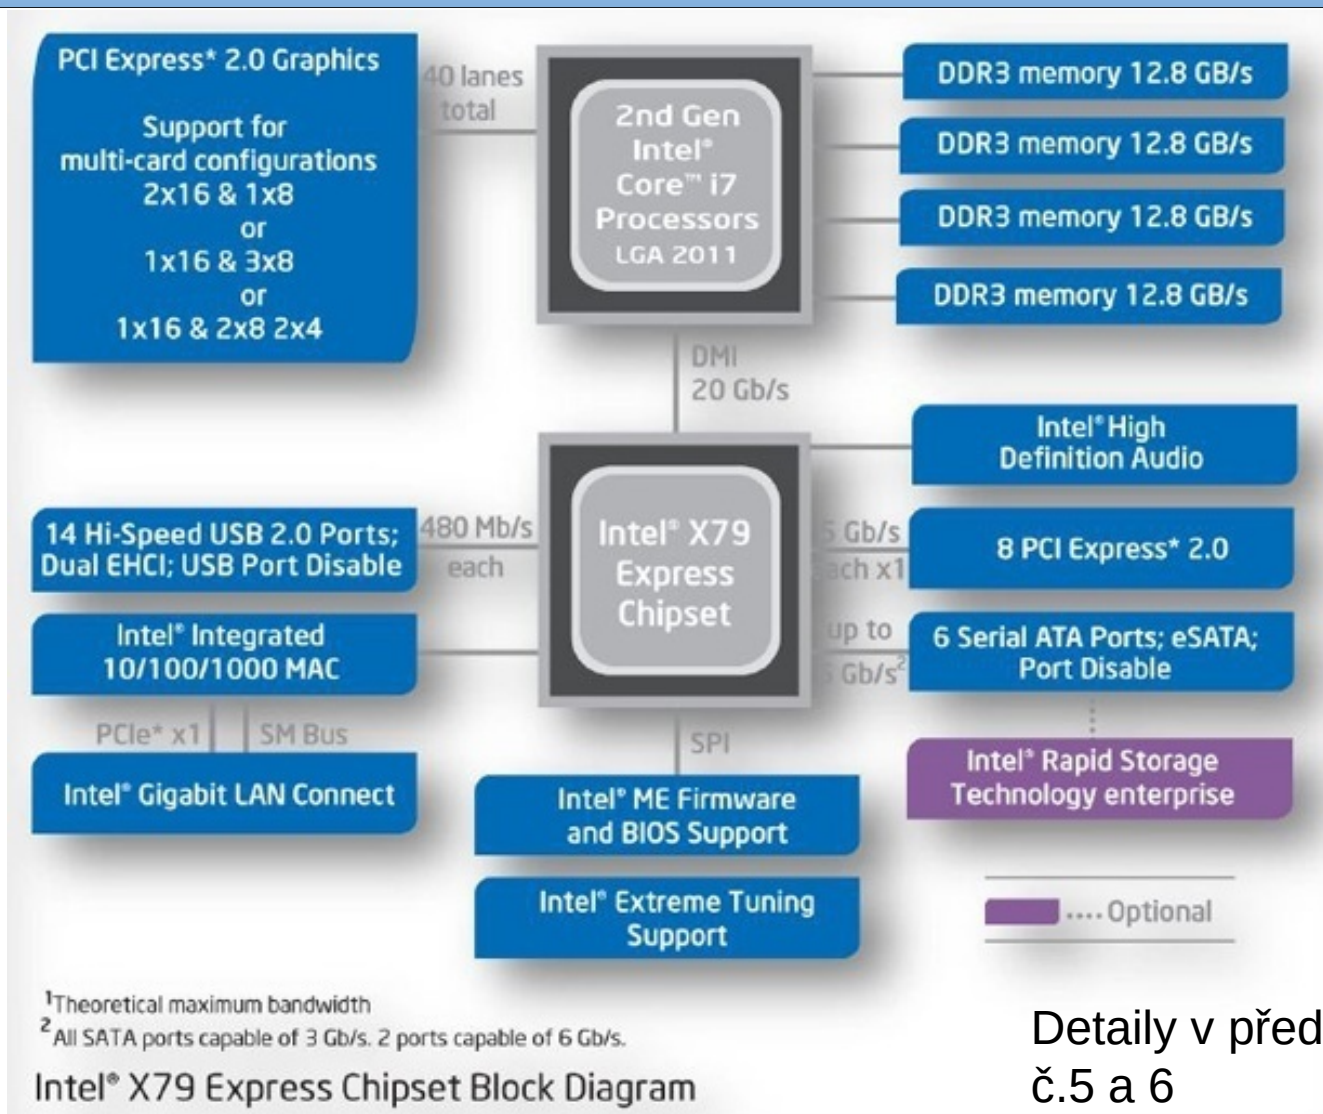 PCI Express* 2.0 Graphics
Support for
multi-card configurations
2x16 & 1x8
or
1x16 & 3x8
or
1x16 & 2x8 2x4
40 lanes
total
2nd Gen
Intel®
Core™ i7
Processors
LGA 2011
DDR3 memory 12.8 GB/s
DDR3 memory 12.8 GB/s
DDR3 memory 12.8 GB/s
DDR3 memory 12.8 GB/s
DMI
20 Gb/s
Intel® High
Definition Audio
14 Hi-Speed USB 2.0 Ports;
Dual EHCI; USB Port Disable
480 Mb/s
each
Intel® X79
Express
Chipset
5 Gb/s
each x1
8 PCI Express* 2.0
Intel® Integrated
10/100/1000 MAC
up to
6 Gb/s²
6 Serial ATA Ports; eSATA;
Port Disable
PCIe* x1
SM Bus
SPI
Intel® Gigabit LAN Connect
Intel® ME Firmware
and BIOS Support
Intel® Rapid Storage
Technology enterprise
Intel® Extreme Tuning
Support
Optional
¹Theoretical maximum bandwidth
²All SATA ports capable of 3 Gb/s. 2 ports capable of 6 Gb/s.
Intel® X79 Express Chipset Block Diagram
Detaily v před
č.5 a 6